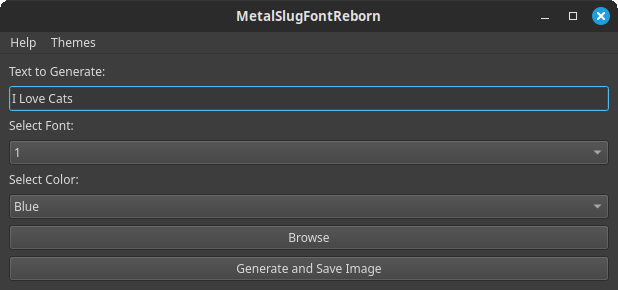 MetalSlugFontReborn
Help Themes
Text to Generate:
I Love Cats
Select Font:
1
Select Color:
Blue
Browse
Generate and Save Image